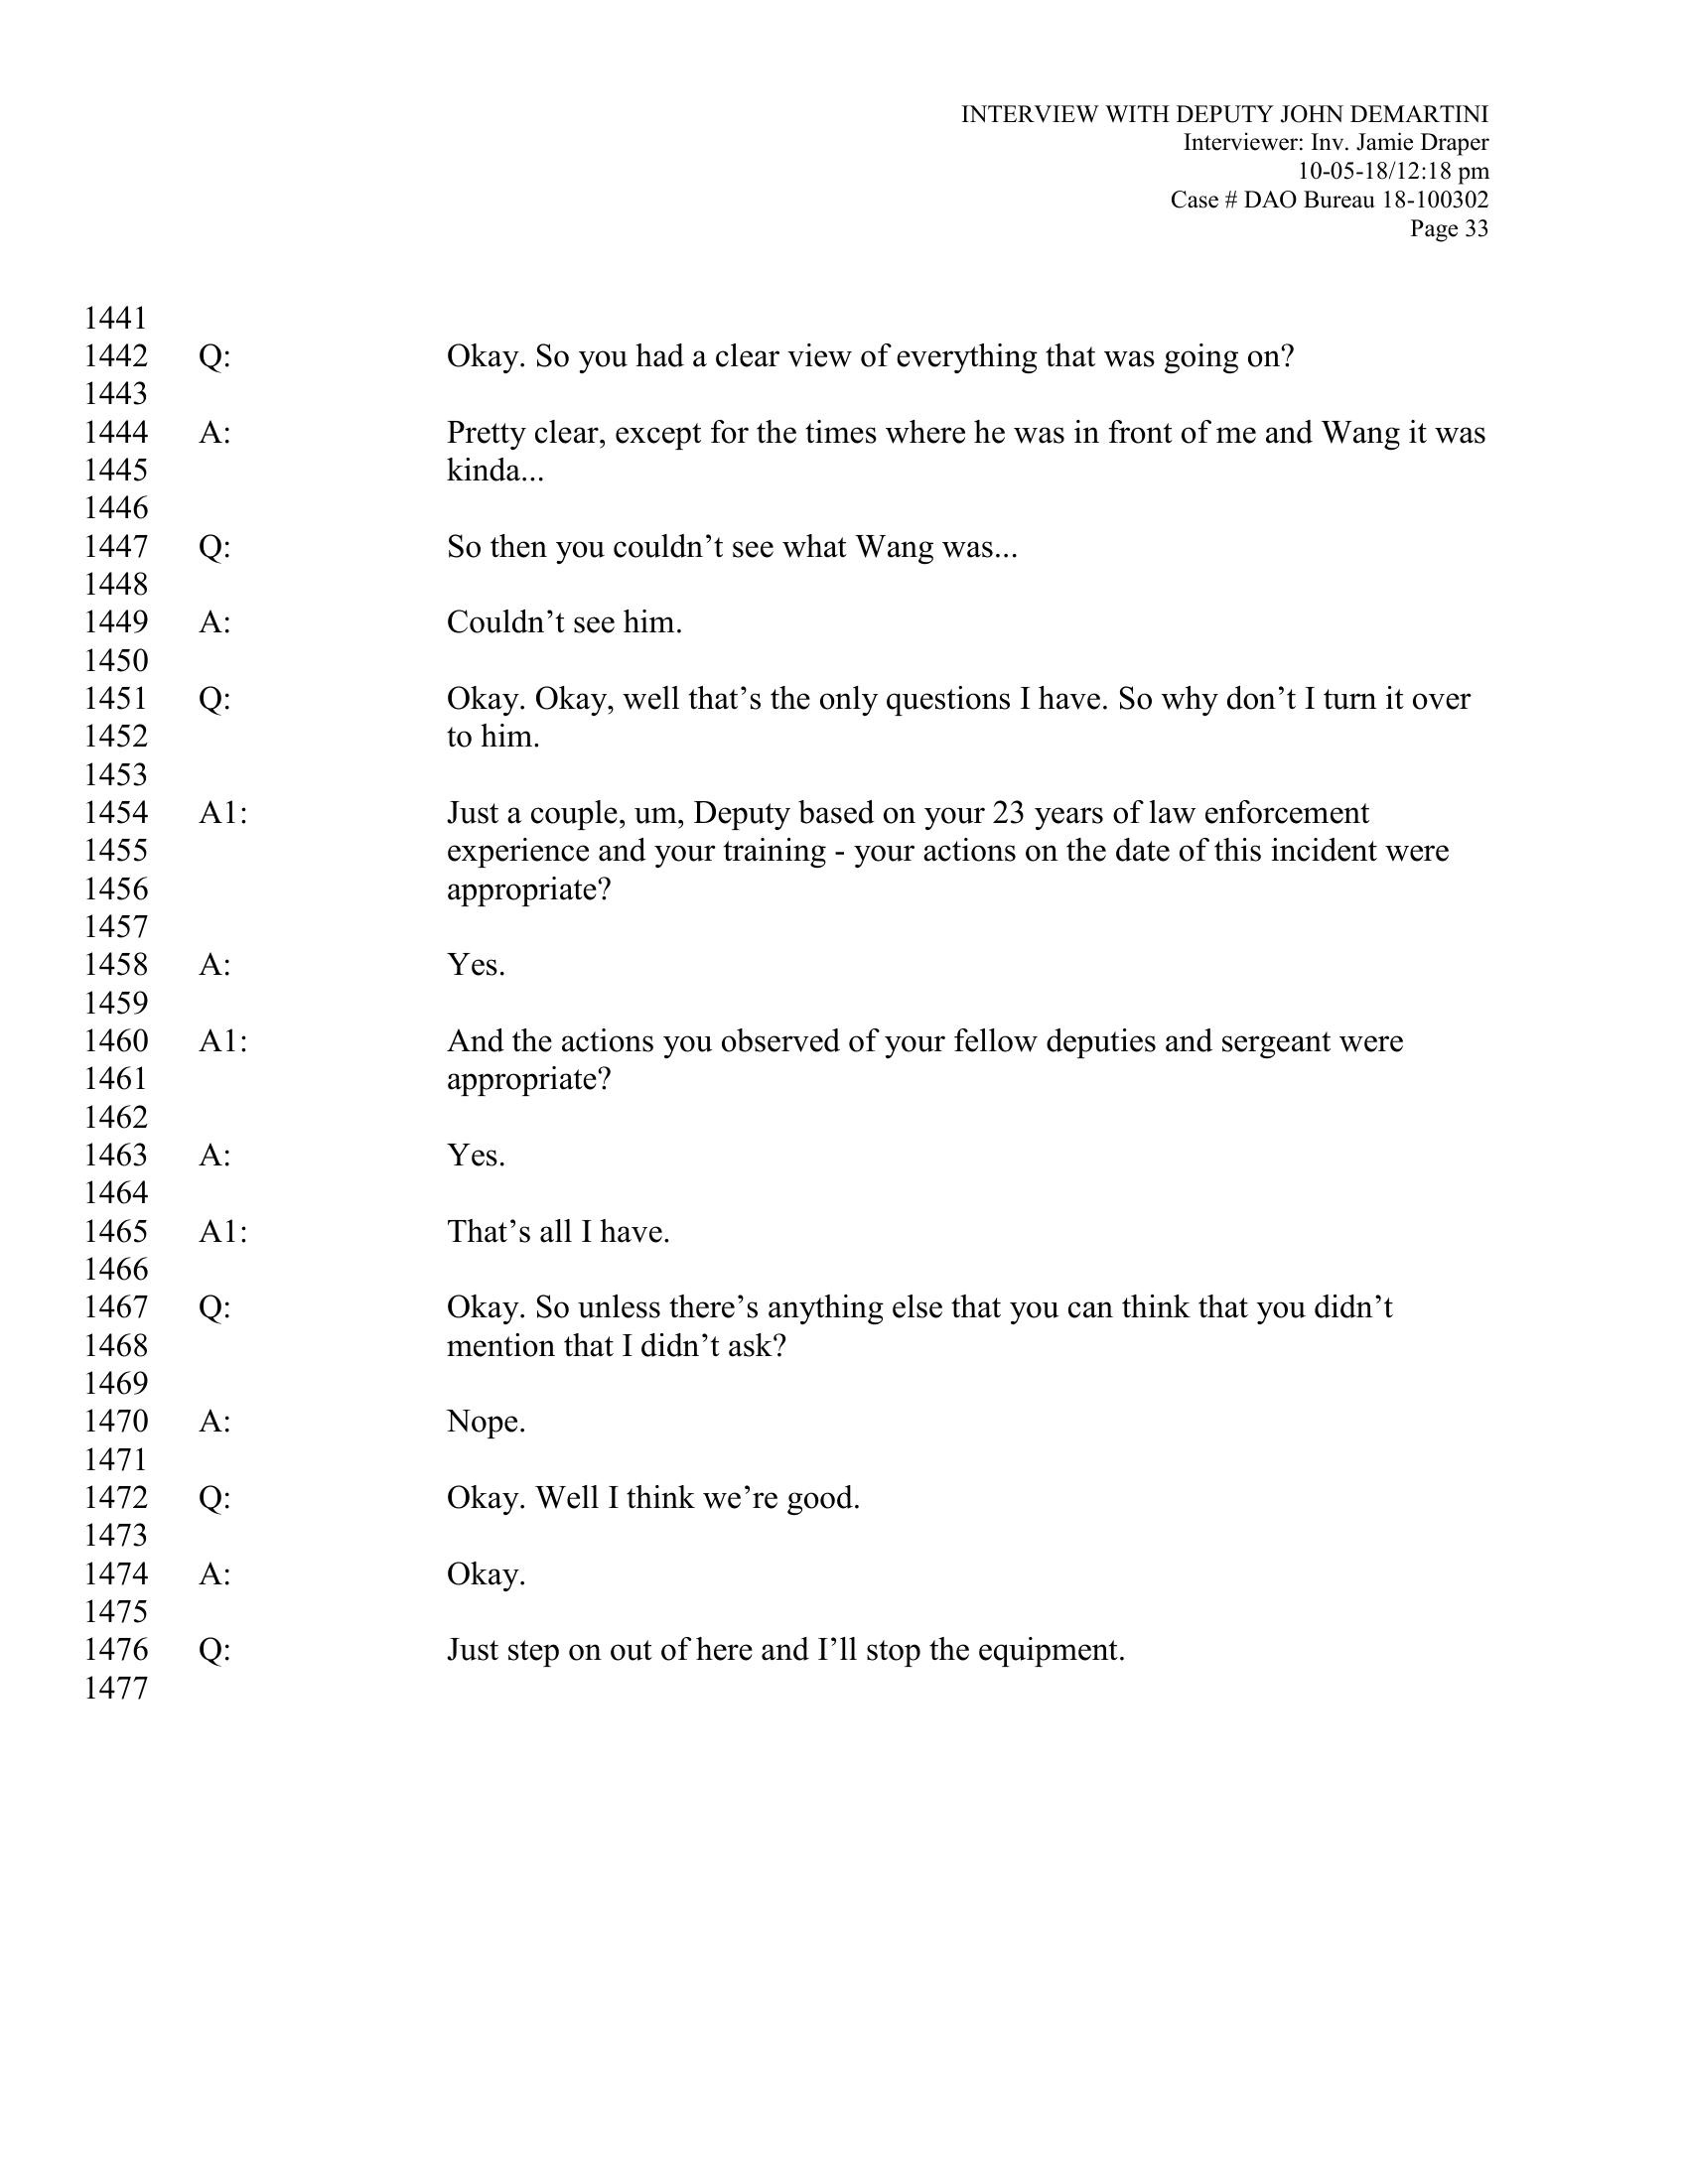 INTERVIEW WITH DEPUTY JOHN DEMARTINI
Interviewer: Inv. Jamie Draper
10-05-18/12:18 pm
Case # DAO Bureau 18-100302
Page 33
1441
1442 Q: Okay. So you had a clear view of everything that was going on?
1443
1444 A: Pretty clear, except for the times where he was in front of me and Wang it was
1445 kinda...
1446
1447 Q: So then you couldn’t see what Wang was...
1448
1449 A: Couldn’t see him.
1450
1451 Q: Okay. Okay, well that’s the only questions I have. So why don’t I turn it over
1452 to him.
1453
1454 A1: Just a couple, um, Deputy based on your 23 years of law enforcement
1455 experience and your training - your actions on the date of this incident were
1456 appropriate?
1457
1458 A: Yes.
1459
1460 A1: And the actions you observed of your fellow deputies and sergeant were
1461 appropriate?
1462
1463 A: Yes.
1464
1465 A1: That’s all I have.
1466
1467 Q: Okay. So unless there’s anything else that you can think that you didn’t
1468 mention that I didn’t ask?
1469
1470 A: Nope.
1471
1472 Q: Okay. Well I think we’re good.
1473
1474 A: Okay.
1475
1476 Q: Just step on out of here and I’ll stop the equipment.
1477